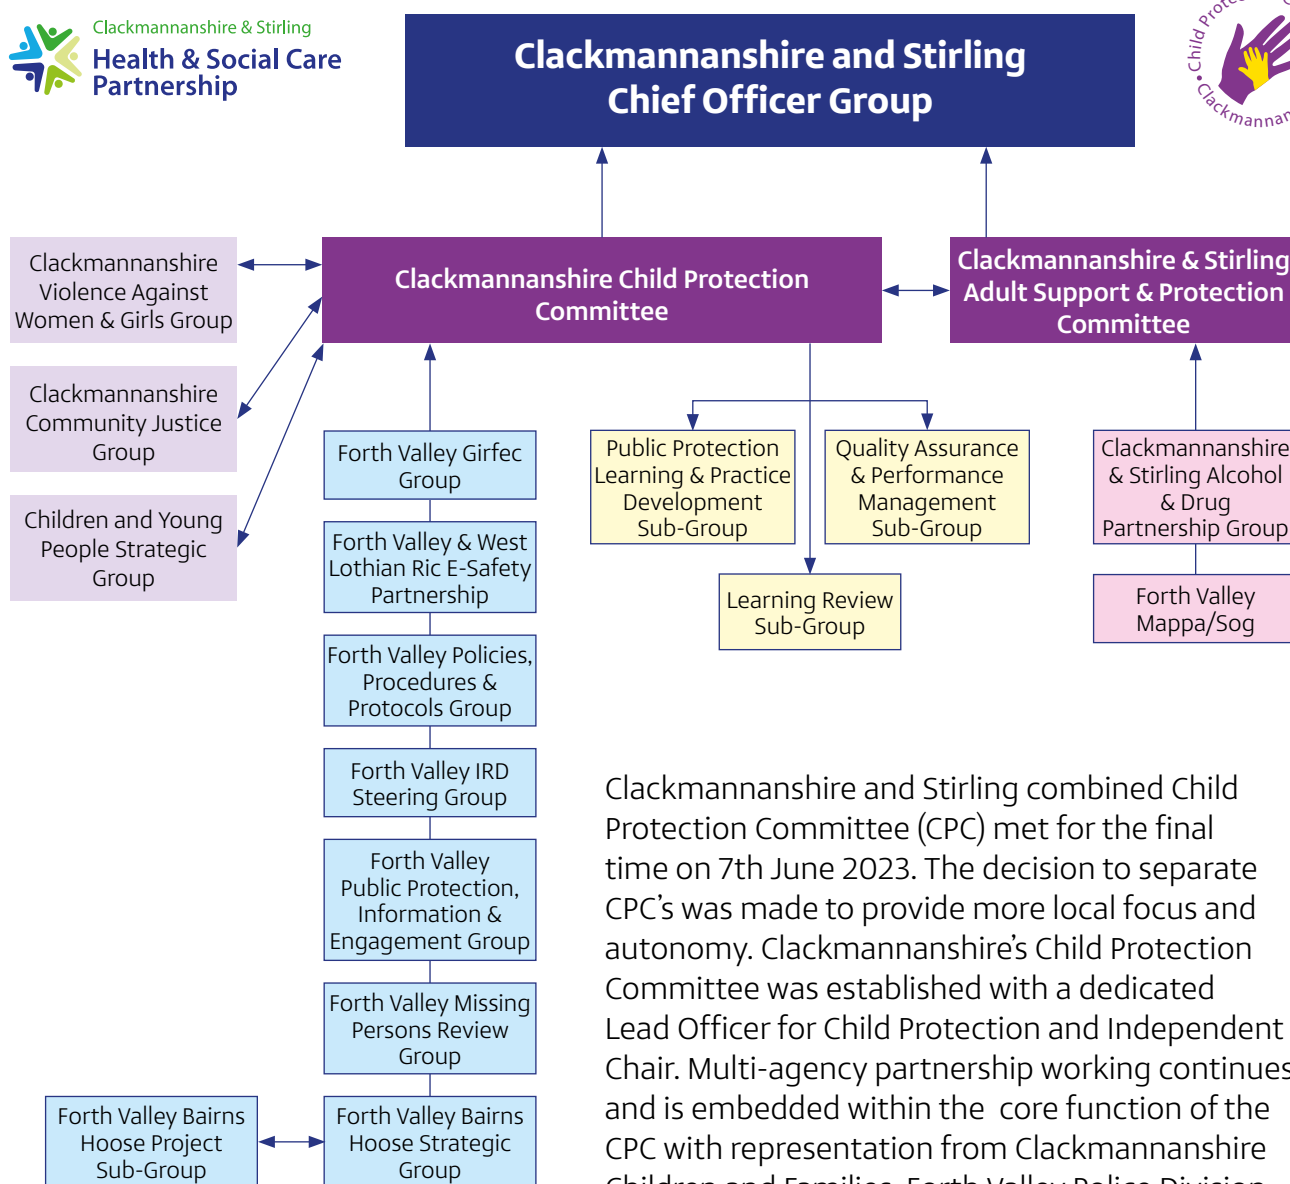 Clackmannanshire & Stirling
Health & Social Care
Partnership
Clackmannanshire and Stirling
Chief Officer Group
Child
Clackmannanshire
Violence Against
Women & Girls Group
Clackmannanshire Child Protection
Committee
Clackmannanshire & Stirling
Adult Support & Protection
Committee
Clackmannanshire
Community Justice
Group
Children and Young
People Strategic
Group
Forth Valley Girfec
Group
Forth Valley & West
Lothian Ric E-Safety
Partnership
Forth Valley Policies,
Procedures &
Protocols Group
Forth Valley IRD
Steering Group
Forth Valley
Public Protection,
Information &
Engagement Group
Forth Valley Missing
Persons Review
Group
Forth Valley Bairns
Hoose Project
Sub-Group
Forth Valley Bairns
Hoose Strategic
Group
Public Protection
Learning & Practice
Development
Sub-Group
Quality Assurance
& Performance
Management
Sub-Group
Learning Review
Sub-Group
Clackmannanshire
& Stirling Alcohol
& Drug
Partnership Group
Forth Valley
Mappa/Sog
Clackmannanshire and Stirling combined Child
Protection Committee (CPC) met for the final
time on 7th June 2023. The decision to separate
CPC’s was made to provide more local focus and
autonomy. Clackmannanshire’s Child Protection
Committee was established with a dedicated
Lead Officer for Child Protection and Independent
Chair. Multi-agency partnership working continues
and is embedded within the core function of the
CPC with representation from Clackmannanshire
Children and Families, Forth Valley Police Division